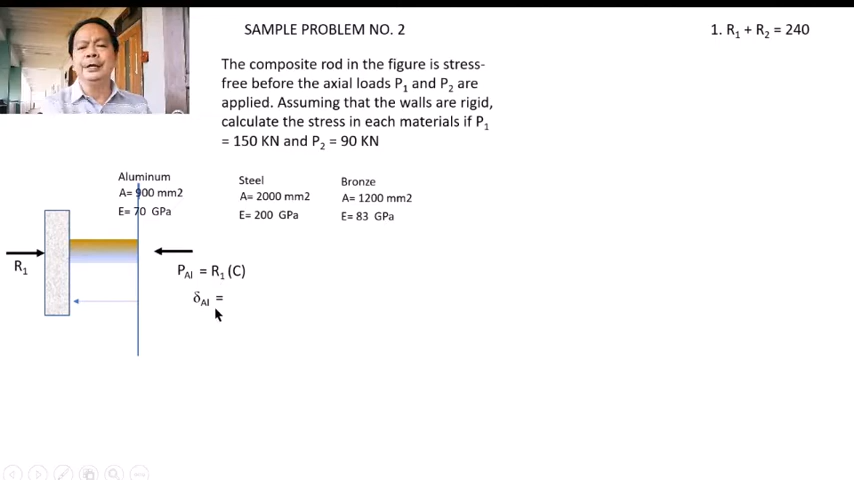 SAMPLE PROBLEM NO. 2
1. R₁ + R₂ = 240
The composite rod in the figure is stress-
free before the axial loads P₁ and P₂ are
applied. Assuming that the walls are rigid,
calculate the stress in each materials if P₁
= 150 KN and P₂ = 90 KN
Aluminum
A= 900 mm2
E= 70 GPa
Steel
A= 2000 mm2
E= 200 GPa
Bronze
A= 1200 mm2
E= 83 GPa
R₁
P_Al = R₁ (C)
δ_Al =